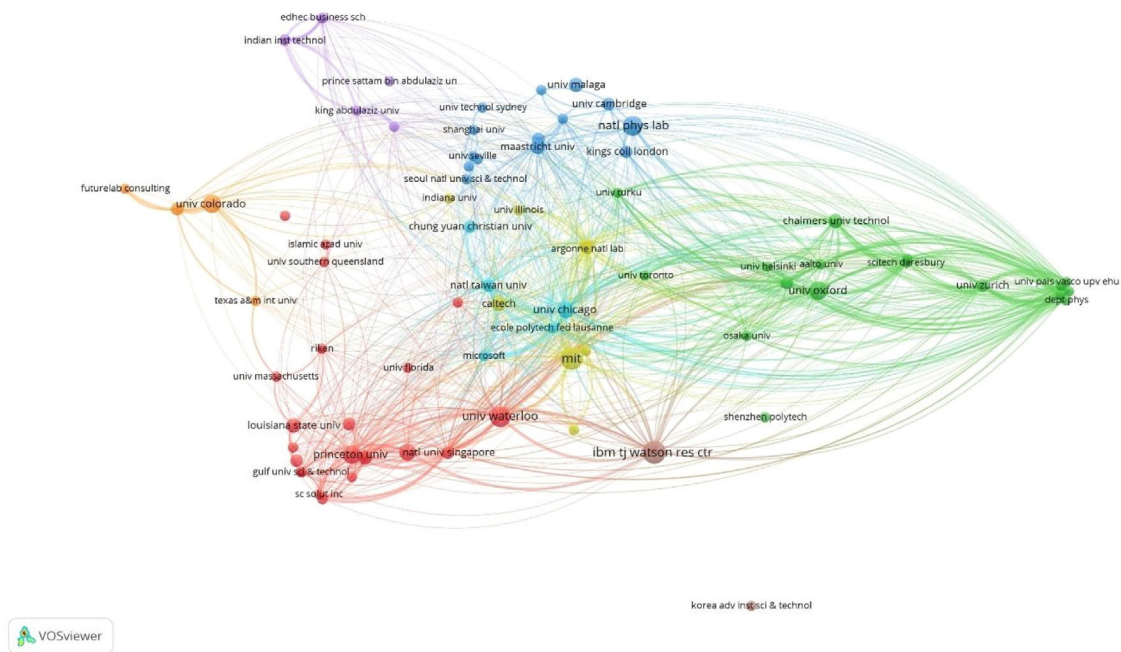 edhec business sch
indian inst technol
prince sattam bin abdulaziz un
univ malaga
king abdulaziz univ
univ technol sydney
univ cambridge
shanghai univ
natl phys lab
maastricht univ
kings coll london
univ seville
seoul natl univ sci & technol
futurelab consulting
univ colorado
indiana univ
univ turku
univ illinois
chung yuan christian univ
chalmers univ technol
islamic azad univ
argonne natl lab
univ southern queensland
scitech daresbury
aalto univ
univ helsinki
univ toronto
natl taiwan univ
univ oxford
univ zurich
univ pais vasco upv ehu
texas a&m int univ
caltech
dept phys
univ chicago
ecole polytech fed lausanne
osaka univ
riken
microsoft
mit
univ massachusetts
univ florida
univ waterloo
shenzhen polytech
louisiana state univ
princeton univ
natl univ singapore
ibm tj watson res ctr
gulf univ sci & technol
sc solut inc
korea adv inst sci & technol
VOSviewer